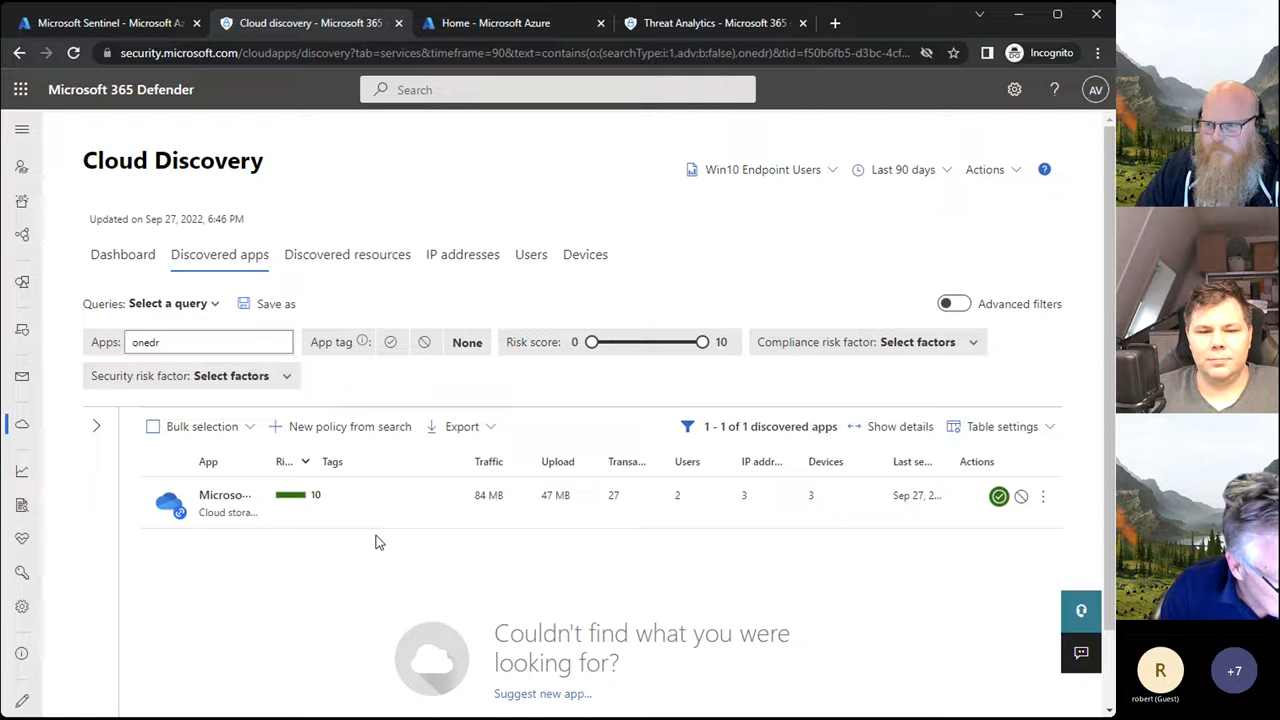 Microsoft Sentinel - Microsoft Az
Cloud discovery - Microsoft 365
Home - Microsoft Azure
Threat Analytics - Microsoft 365
security.microsoft.com/cloudapps/discovery?tab=services&timeframe=90&text=contains(o:(searchType:i:1,adv:b:false).onedr)&tid=f50b6fb5-d3bc-4cf...
Incognito
Microsoft 365 Defender
Search
AV
Cloud Discovery
Win10 Endpoint Users
Last 90 days
Actions
Updated on Sep 27, 2022, 6:46 PM
Dashboard
Discovered apps
Discovered resources
IP addresses
Users
Devices
Queries: Select a query
Save as
Advanced filters
Apps: onedr
App tag
:
None
Risk score: 0
10
Compliance risk factor: Select factors
Security risk factor: Select factors
Bulk selection
New policy from search
Export
1 - 1 of 1 discovered apps
Show details
Table settings
App
Ri...
Tags
Traffic
Upload
Transa...
Users
IP addr...
Devices
Last se...
Actions
Microso...
Cloud stora...
10
84 MB
47 MB
27
2
3
3
Sep 27, 2...
Couldn't find what you were
looking for?
Suggest new app...
R
robert (Guest)
+7